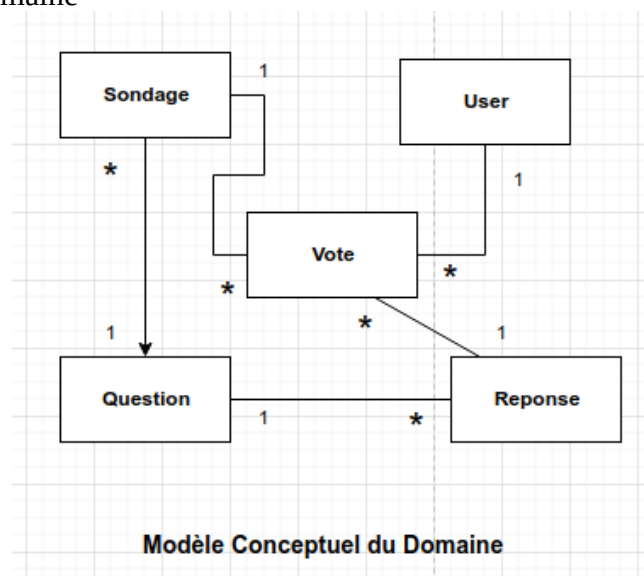 maine
1
Sondage
User
*
1
Vote
*
*
*
1
1
Question
Reponse
1
*
Modèle Conceptuel du Domaine